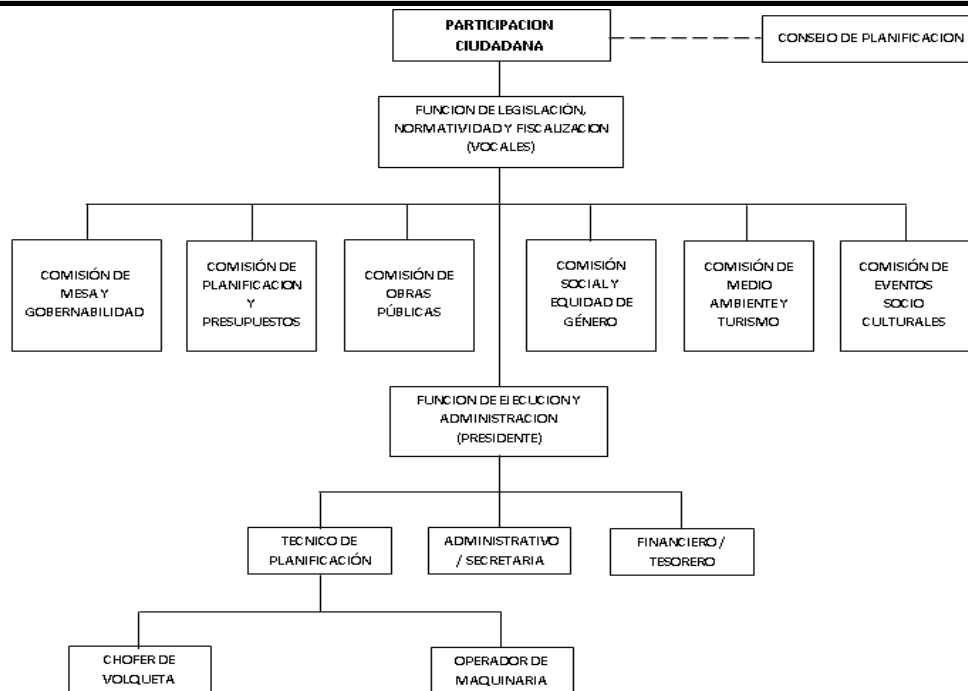 PARTICIPACION
CIUDADANA
CONSEJO DE PLANIFICACION
FUNCION DE LEGISLACIÓN,
NORMATIVIDAD Y FISCALIZACION
(VOCALES)
COMISIÓN DE
MESA Y
GOBERNABILIDAD
COMISIÓN DE
PLANIFICACION
Y
PRESUPUESTOS
COMISIÓN DE
OBRAS
PÚBLICAS
COMISIÓN
SOCIAL Y
EQUIDAD DE
GÉNERO
COMISIÓN DE
MEDIO
AMBIENTE Y
TURISMO
COMISIÓN DE
EVENTOS
SOCIO
CULTURALES
FUNCION DE EJECUCION Y
ADMINISTRACION
(PRESIDENTE)
TECNICO DE
PLANIFICACIÓN
ADMINISTRATIVO
/ SECRETARIA
FINANCIERO /
TESORERO
CHOFER DE
VOLQUETA
OPERADOR DE
MAQUINARIA